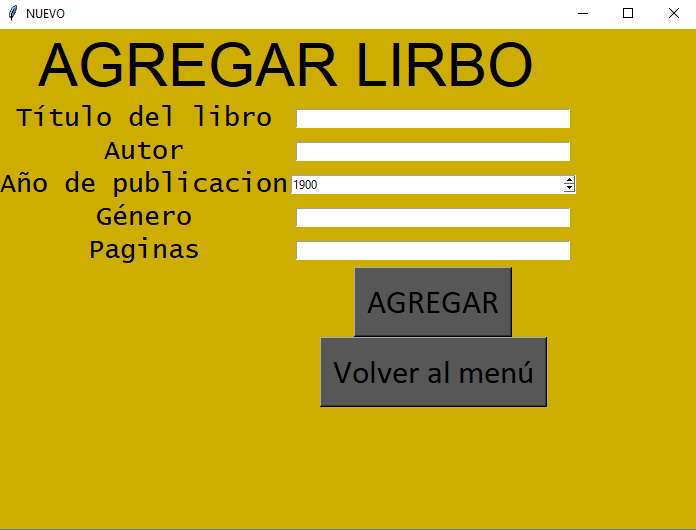 NUEVO
AGREGAR LIRBO
Título del libro
Autor
Año de publicacion 1900
Género
Paginas
AGREGAR
Volver al menú